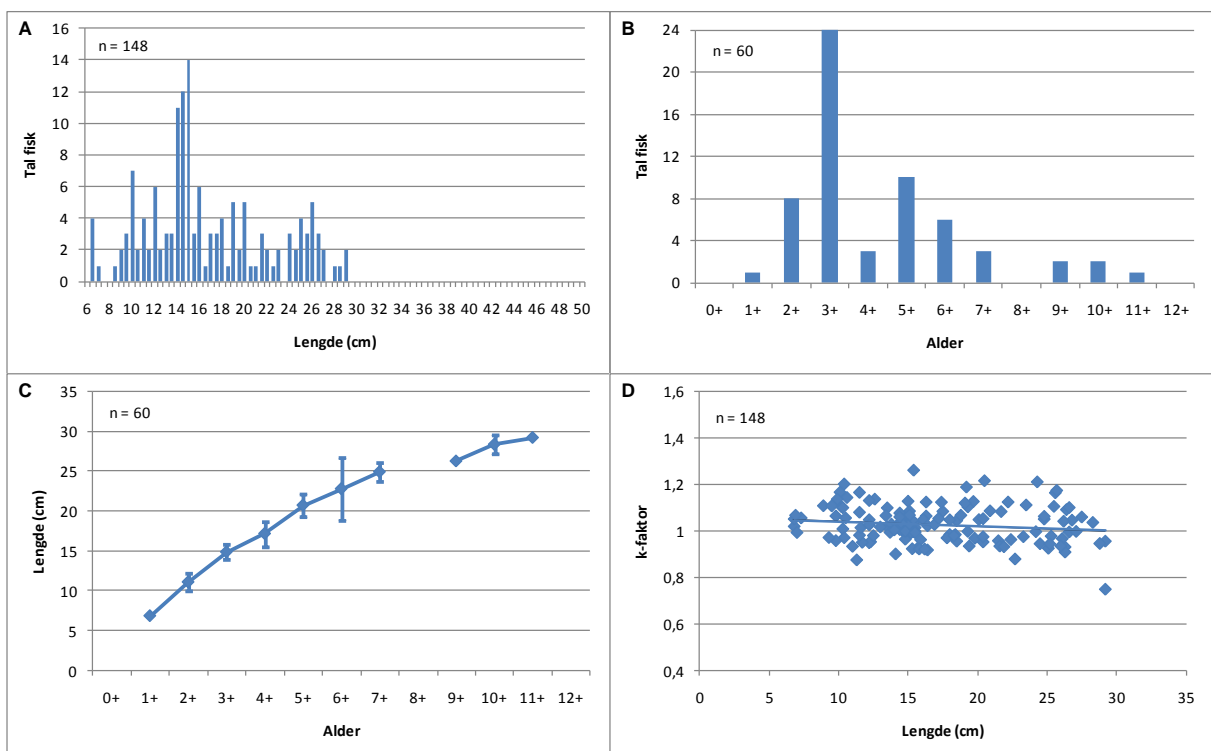 A
n = 148
Tal fisk
16
14
12
10
8
6
4
2
0
6 8 10 12 14 16 18 20 22 24 26 28 30 32 34 36 38 40 42 44 46 48 50
Lengde (cm)
B
n = 60
Tal fisk
24
20
16
12
8
4
0
0+ 1+ 2+ 3+ 4+ 5+ 6+ 7+ 8+ 9+ 10+ 11+ 12+
Alder
C
n = 60
Lengde (cm)
35
30
25
20
15
10
5
0
0+ 1+ 2+ 3+ 4+ 5+ 6+ 7+ 8+ 9+ 10+ 11+ 12+
Alder
D
n = 148
k-faktor
1,6
1,4
1,2
1
0,8
0,6
0,4
0 5 10 15 20 25 30 35
Lengde (cm)